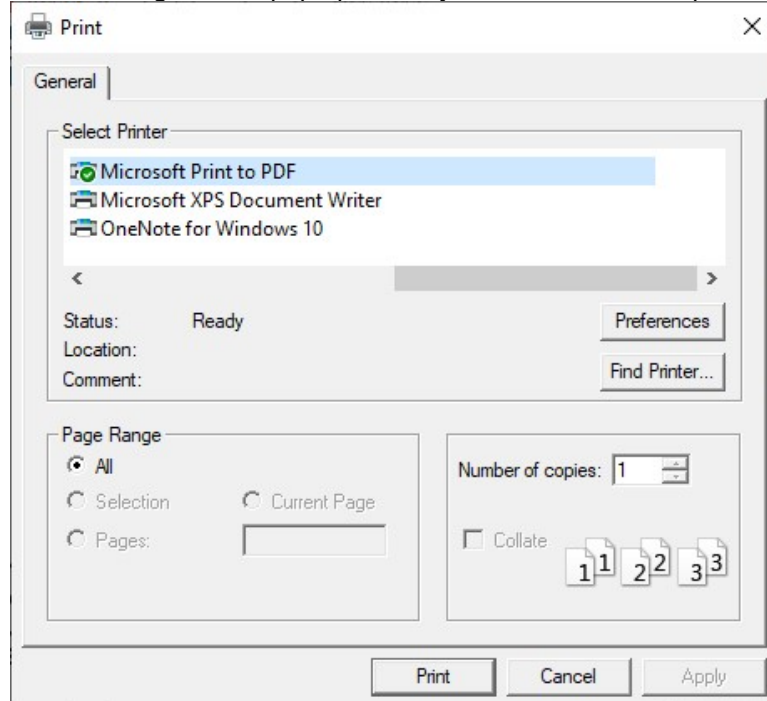 Print
General
Select Printer
Microsoft Print to PDF
Microsoft XPS Document Writer
OneNote for Windows 10
Status: Ready
Preferences
Location:
Find Printer...
Comment:
Page Range
All
Selection Current Page
Pages:
Number of copies: 1
Collate
1 1 2 2 3 3
Print Cancel Apply